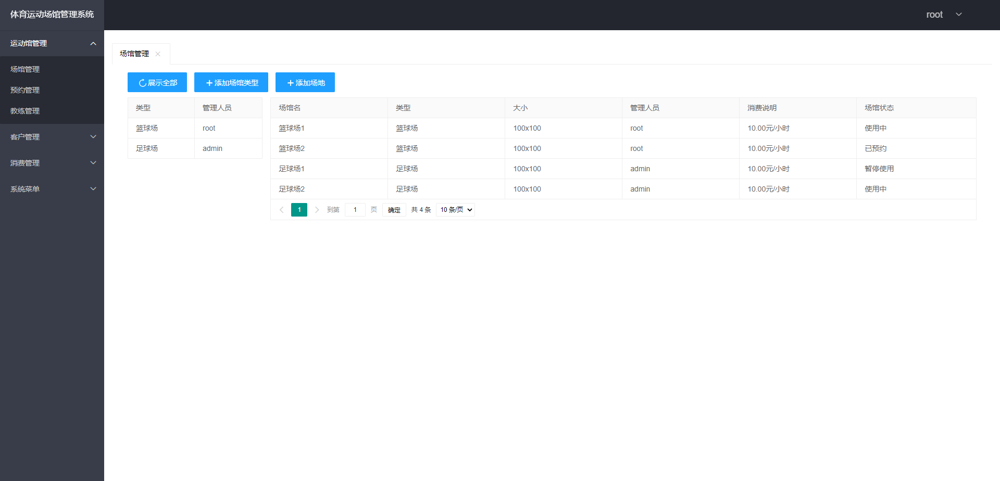 体育运动场馆管理系统
root
运动馆管理
场馆管理
预约管理
教练管理
客户管理
消费管理
系统菜单
场馆管理
展示全部 添加场馆类型 添加场地
类型 管理人员
篮球场 root
足球场 admin
场馆名 类型 大小 管理人员 消费说明 场馆状态
篮球场1 篮球场 100x100 root 10.00元/小时 使用中
篮球场2 篮球场 100x100 root 10.00元/小时 已预约
足球场1 足球场 100x100 admin 10.00元/小时 暂停使用
足球场2 足球场 100x100 admin 10.00元/小时 使用中
1 到第 1 页 确定 共 4 条 10 条/页